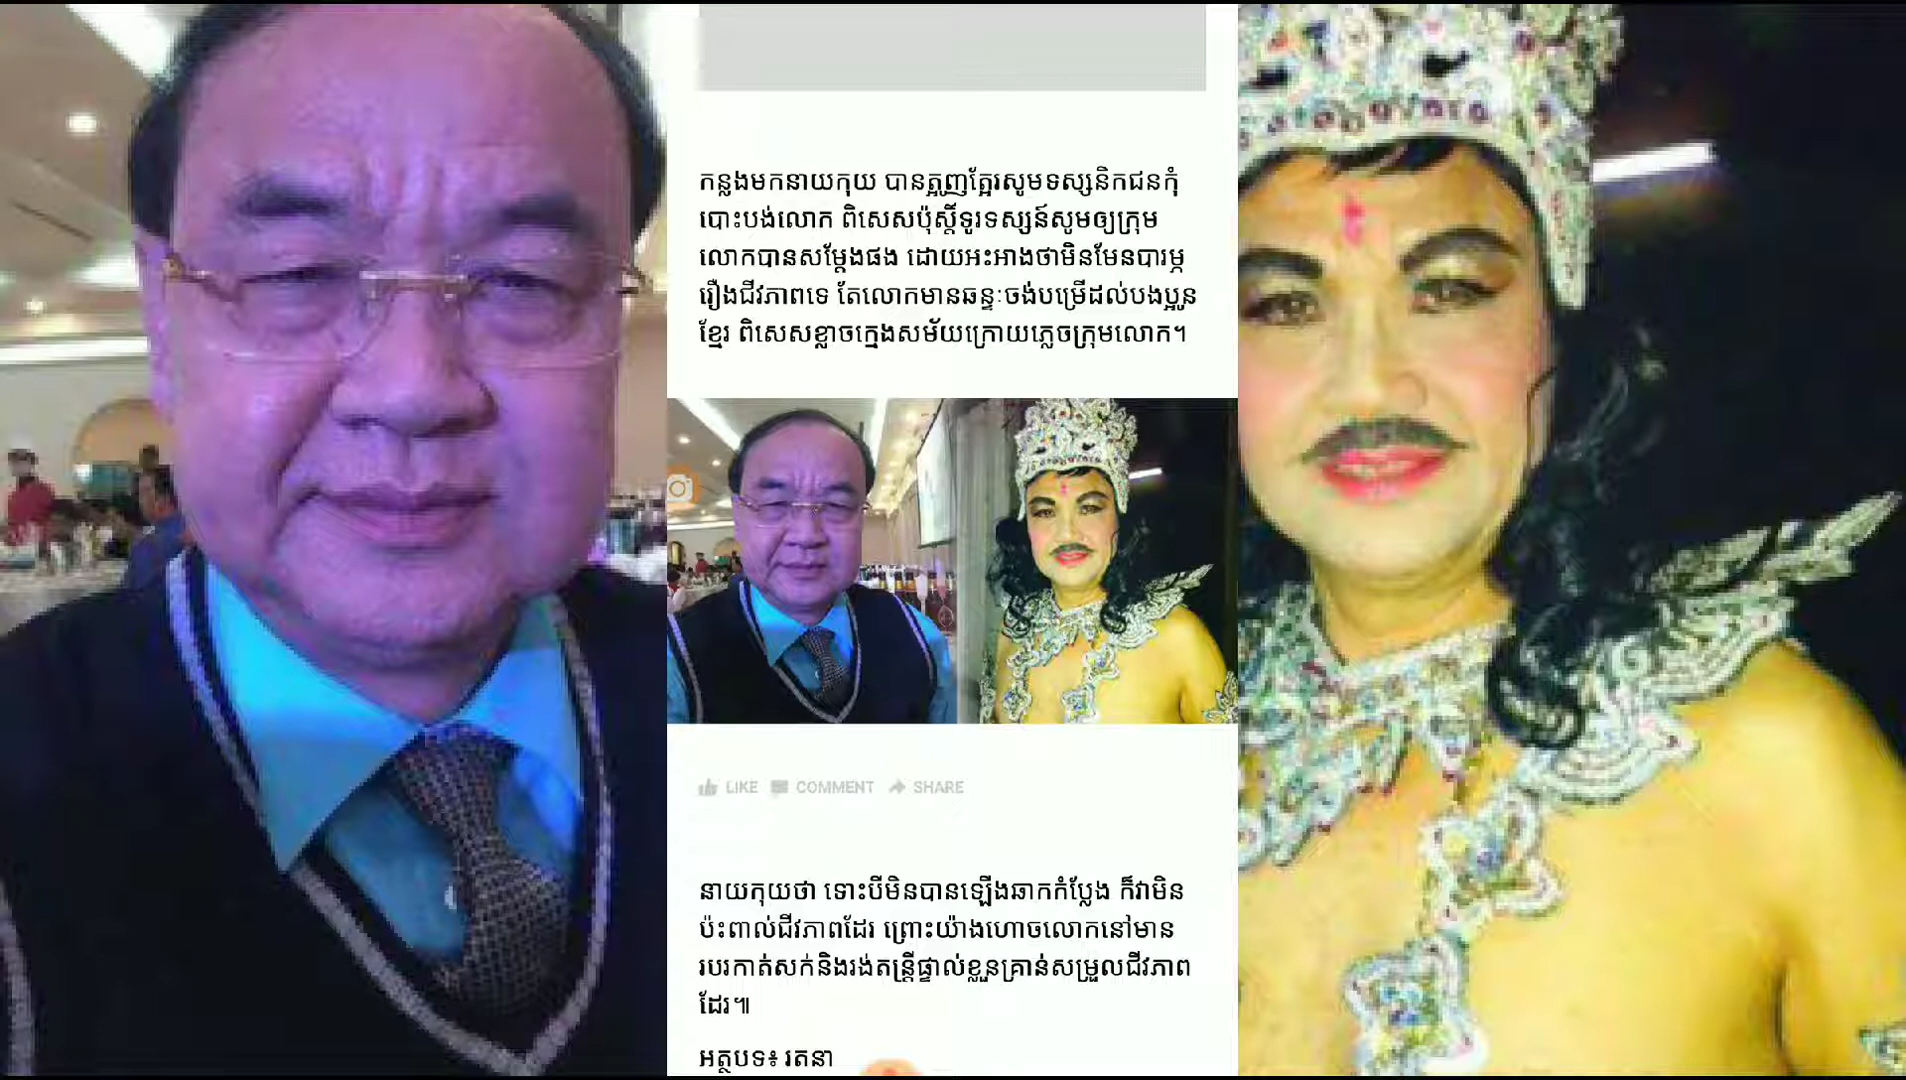 កន្លងមកនាយកុយ បានត្អូញត្អែរសូមទស្សនិកជនកុំ
បោះបង់លោក ពិសេសប៉ុស្តិ៍ទូរទស្សន៍សូមឲ្យក្រុម
លោកបានសម្តែងផង ដោយអះអាងថាមិនមែនបារម្ភ
រឿងជីវភាពទេ តែលោកមានឆន្ទៈចង់បម្រើដល់បងប្អូន
ខ្មែរ ពិសេសខ្លាចក្មេងសម័យក្រោយភ្លេចក្រុមលោក។
LIKE COMMENT SHARE
នាយកុយថា ទោះបីមិនបានឡើងឆាកកំប្លែង ក៏វាមិន
ប៉ះពាល់ជីវភាពដែរ ព្រោះយ៉ាងហោចលោកនៅមាន
របរកាត់សក់និងរង់តន្ត្រីផ្ទាល់ខ្លួនគ្រាន់សម្រួលជីវភាព
ដែរ៕
អត្ថបទ៖ រតនា